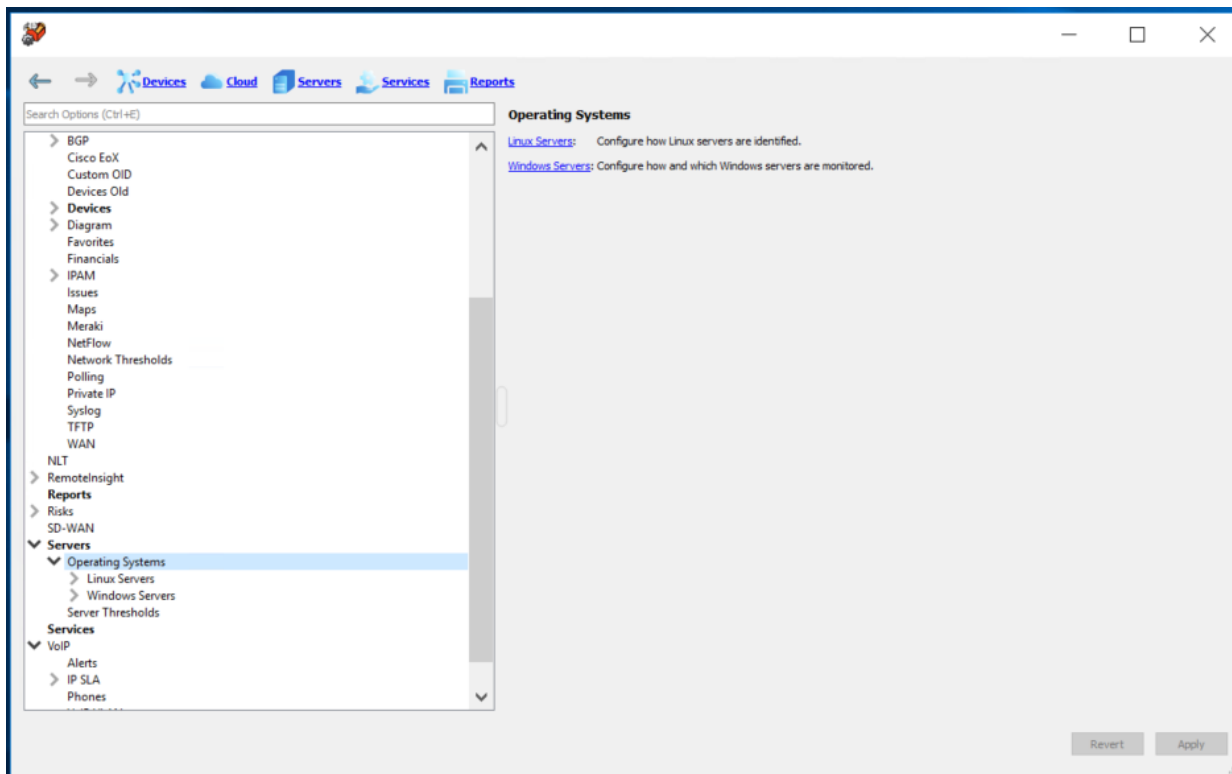 Devices Cloud Servers Services Reports
Search Options (Ctrl+E)
BGP
Cisco EoX
Custom OID
Devices Old
Devices
Diagram
Favorites
Financials
IPAM
Issues
Maps
Meraki
NetFlow
Network Thresholds
Polling
Private IP
Syslog
TFTP
WAN
NLT
RemoteInsight
Reports
Risks
SD-WAN
Servers
Operating Systems
Linux Servers
Windows Servers
Server Thresholds
Services
VoIP
Alerts
IP SLA
Phones
Operating Systems
Linux Servers: Configure how Linux servers are identified.
Windows Servers: Configure how and which Windows servers are monitored.
Revert Apply